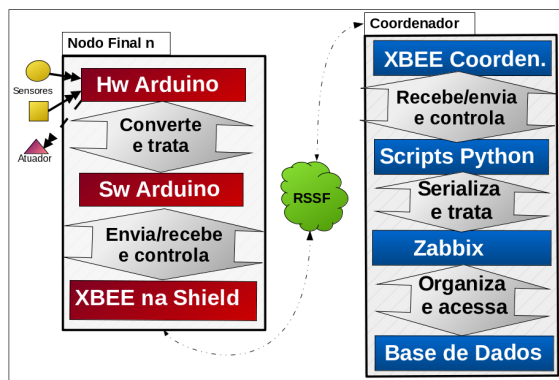 Nodo Final n
Sensores
Atuador
Hw Arduino
Converte
e trata
Sw Arduino
Envia/recebe
e controla
XBEE na Shield
RSSF
Coordenador
XBEE Coorden.
Recebe/envia
e controla
Scripts Python
Serializa
e trata
Zabbix
Organiza
e acessa
Base de Dados